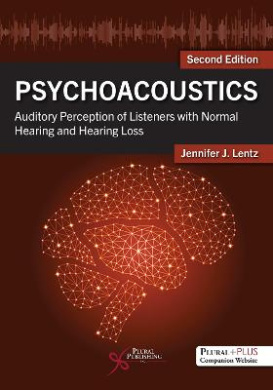 Second Edition
PSYCHOACOUSTICS
Auditory Perception of Listeners with Normal
Hearing and Hearing Loss
Jennifer J. Lentz
PLURAL
PUBLISHING
PLURAL+PLUS
Companion Website